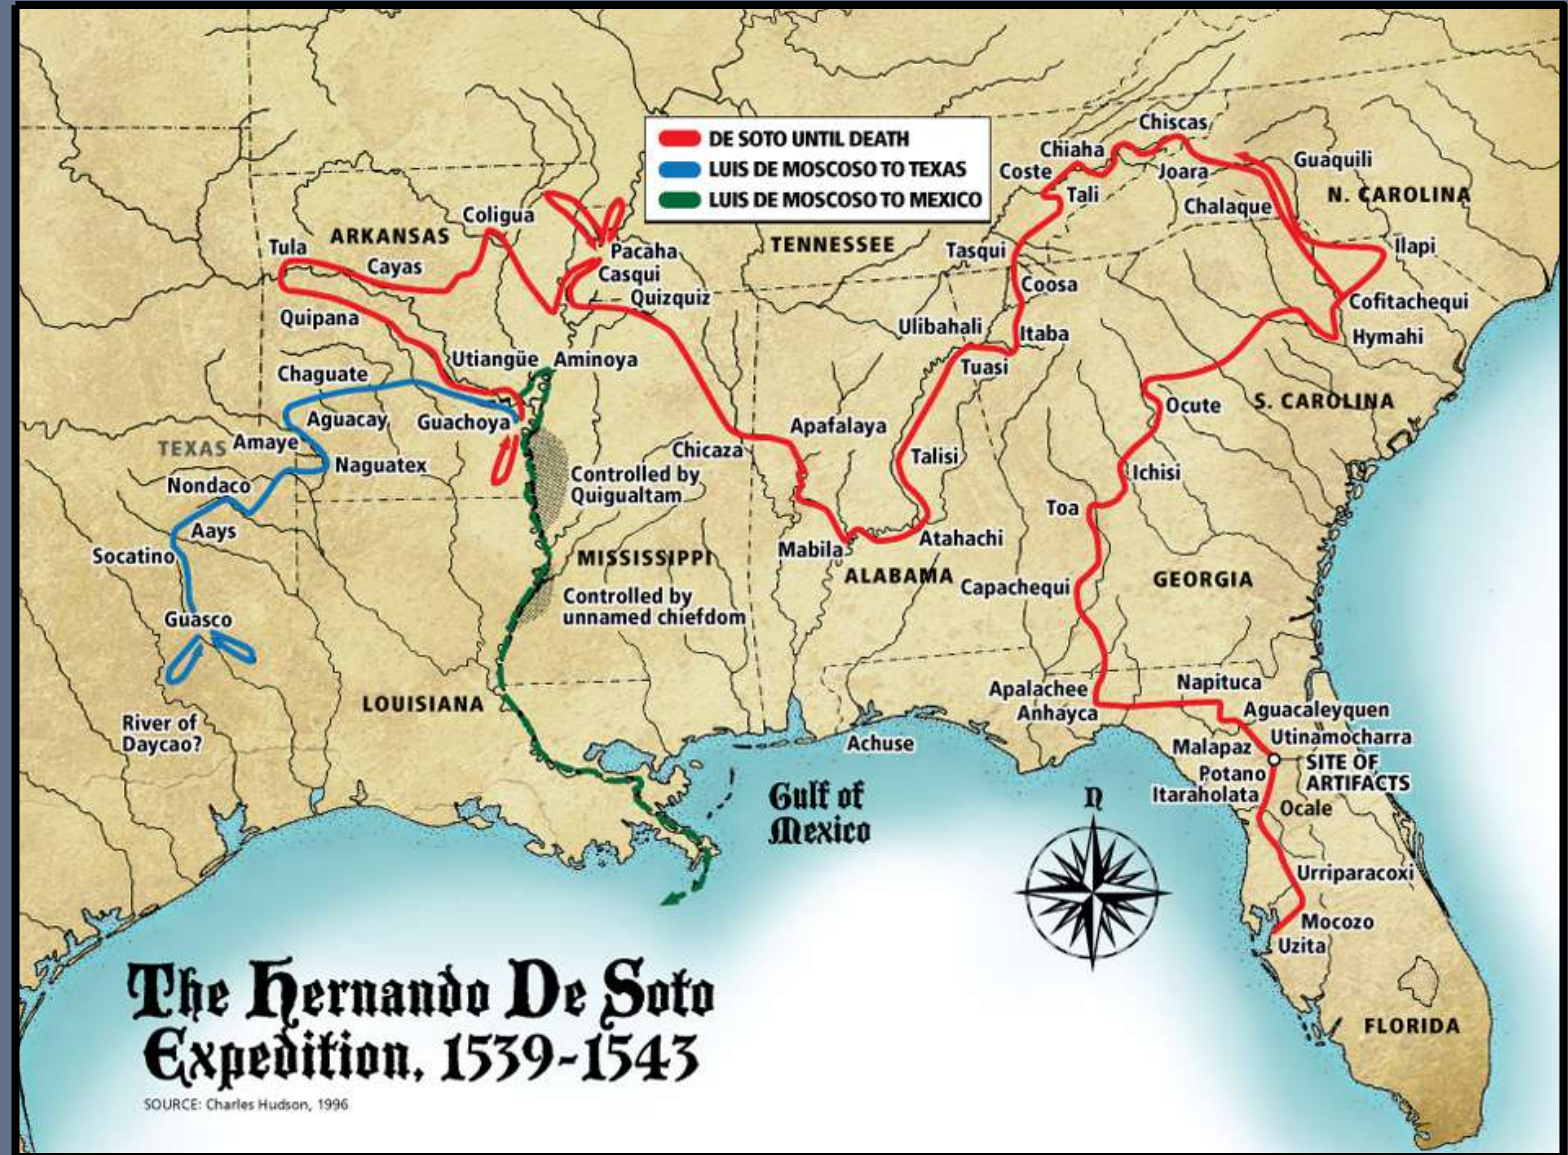 DE SOTO UNTIL DEATH
LUIS DE MOSCOSO TO TEXAS
LUIS DE MOSCOSO TO MEXICO
Chiscas
Chiaha
Coste
Joara
Guaquili
Tali
N. CAROLINA
Chalaque
Coligua
ARKANSAS
Tula
Cayas
Pacaha
Casqui
Quizquiz
TENNESSEE
Tasqui
Ilapi
Coosa
Cofitachequi
Hymahi
Quipana
Ulibahali
Itaba
Tuasi
Utiangüe
Aminoya
Chaguate
Aguacay
Guachoya
Ocute
S. CAROLINA
TEXAS
Amaye
Naguatex
Chicaza
Apafalaya
Talisi
Ichisi
Nondaco
Controlled by
Quigualtam
Toa
Aays
Socatino
Mabila
Atahachi
MISSISSIPPI
ALABAMA
Capachequi
GEORGIA
Controlled by
unnamed chiefdom
Guasco
LOUISIANA
River of
Daycao?
Apalachee
Anhayca
Napituca
Aguacaleyquen
Utinamocharra
Achuse
Malapaz
Potano
SITE OF
ARTIFACTS
Itaraholata
Ocale
Gulf of
Mexico
n
Urriparacoxi
Mocozo
Uzita
FLORIDA
The Hernando De Soto
Expedition, 1539-1543
SOURCE: Charles Hudson, 1996